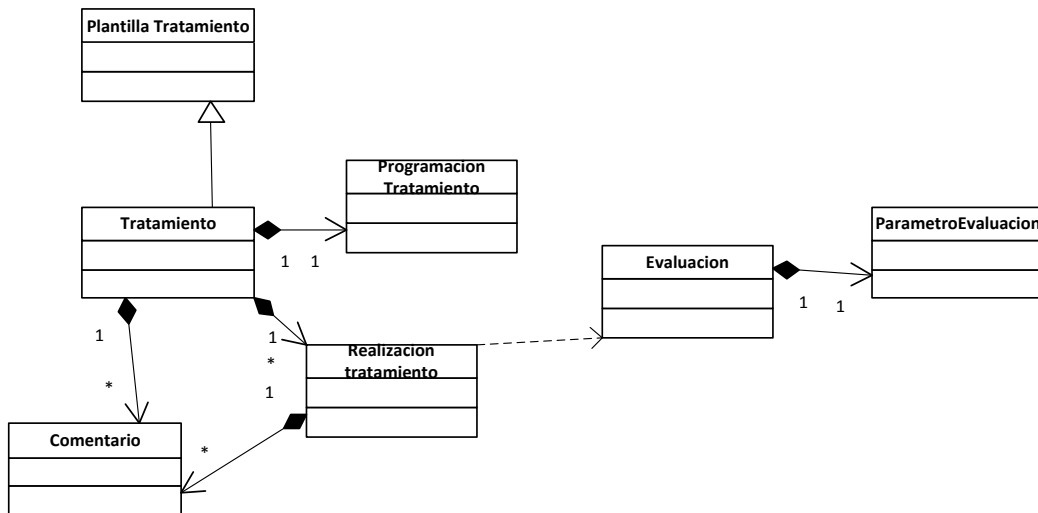 Plantilla Tratamiento
Programacion
Tratamiento
Tratamiento
ParametroEvaluacion
1 1
Evaluacion
1
1
1
1
Realizacion
tratamiento
*
*
1
Comentario
*